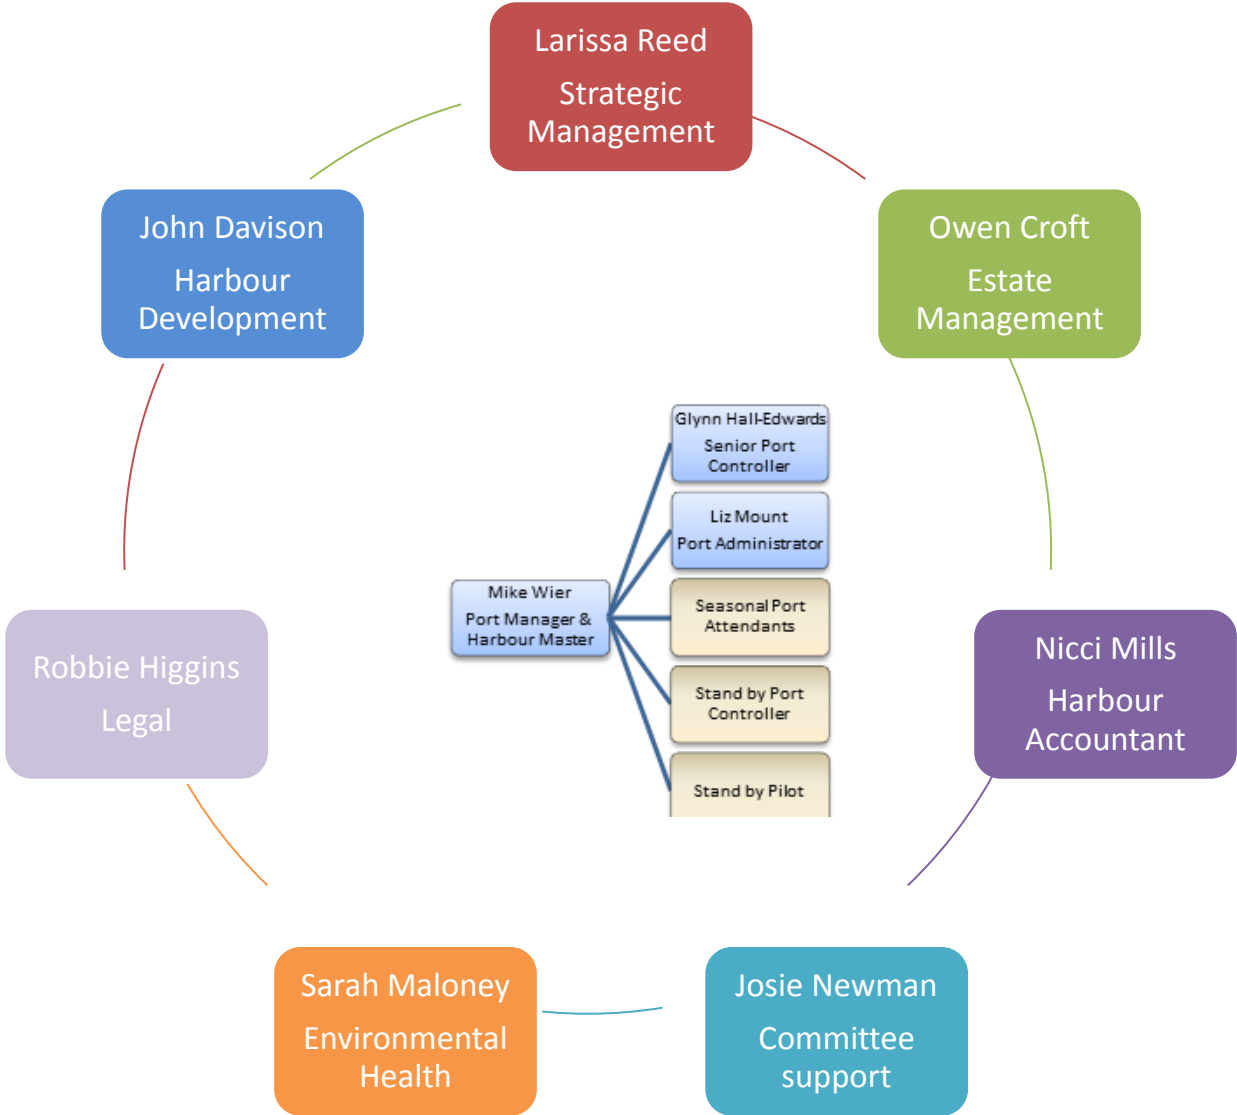 Larissa Reed
Strategic
Management
John Davison
Harbour
Development
Owen Croft
Estate
Management
Glynn Hall-Edwards
Senior Port
Controller
Liz Mount
Port Administrator
Mike Wier
Port Manager &
Harbour Master
Seasonal Port
Attendants
Stand by Port
Controller
Stand by Pilot
Robbie Higgins
Legal
Nicci Mills
Harbour
Accountant
Sarah Maloney
Environmental
Health
Josie Newman
Committee
support